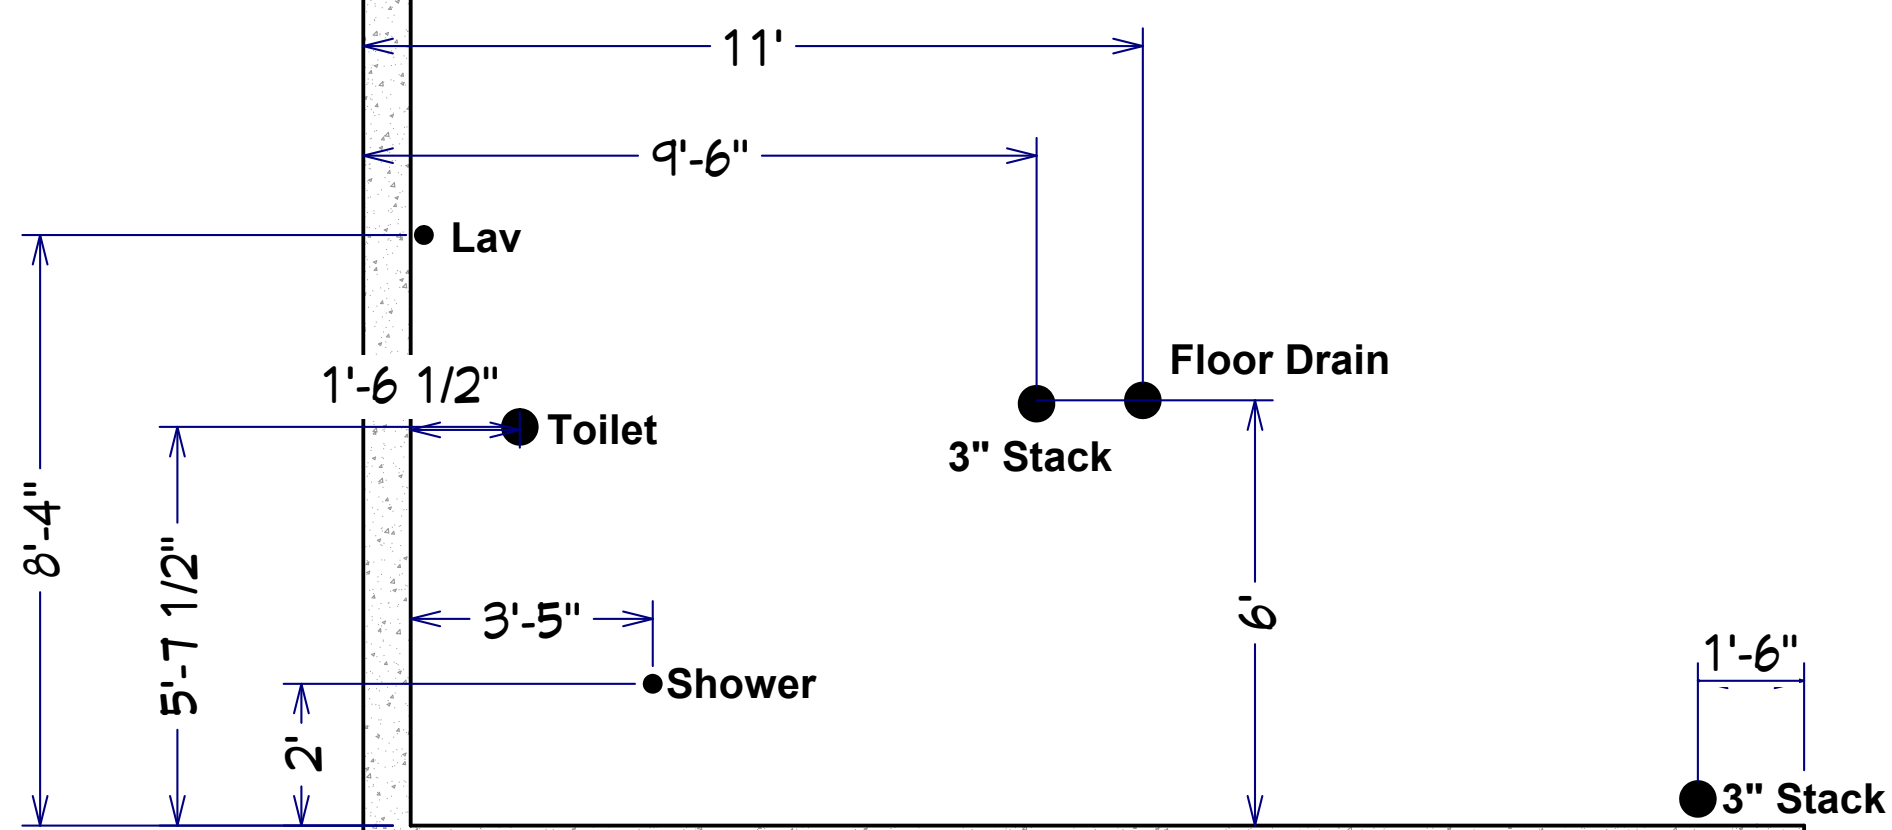 11'
9'-6"
Lav
Floor Drain
1'-6 1/2"
Toilet
3" Stack
8'-4"
5'-7 1/2"
3'-5"
6'
1'-6"
Shower
2'
3" Stack